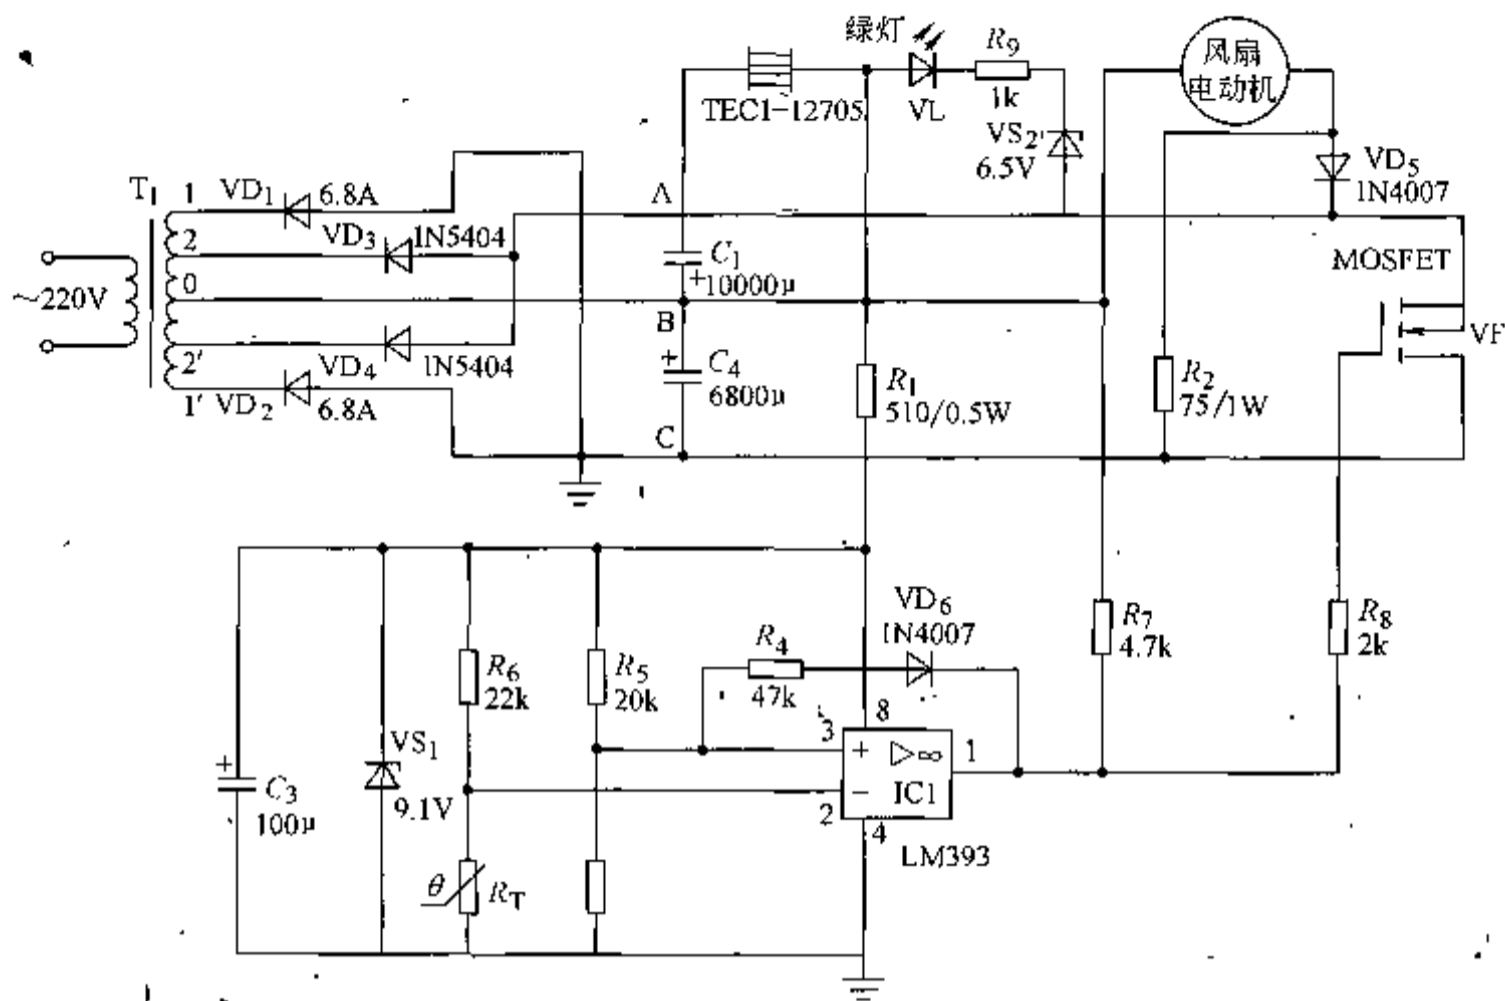 绿灯
R9
1k
VL
TEC1-12705
VS2
6.5V
风扇
电动机
VD5
1N4007
MOSFET
VF
T1
1
VD1
6.8A
2
VD3
1N5404
0
~220V
2'
VD4
1N5404
1'
VD2
6.8A
A
C1
+
10000μ
B
+
C4
6800μ
C
R1
510/0.5W
R2
75/1W
R6
22k
R5
20k
R4
47k
VD6
1N4007
R7
4.7k
R8
2k
+
C3
100μ
VS1
9.1V
3
8
+
▷∞
1
−
IC1
2
4
LM393
θ
RT